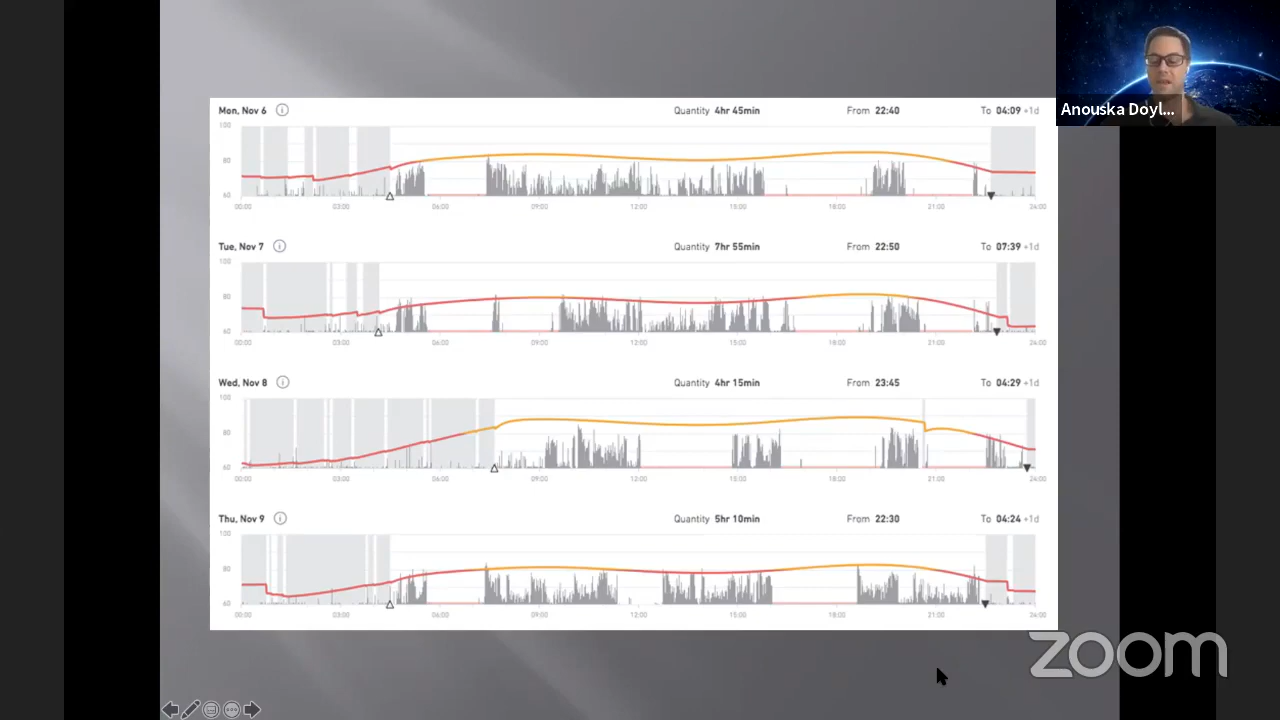 Mon, Nov 6 Quantity 4hr 45min From 22:40 To 04:09 +1d
100
80
60
00:00 03:00 06:00 09:00 12:00 15:00 18:00 21:00 24:00
Tue, Nov 7 Quantity 7hr 55min From 22:50 To 07:39 +1d
100
80
60
00:00 03:00 06:00 09:00 12:00 15:00 18:00 21:00 24:00
Wed, Nov 8 Quantity 4hr 15min From 23:45 To 04:29 +1d
100
80
60
00:00 03:00 06:00 09:00 12:00 15:00 18:00 21:00 24:00
Thu, Nov 9 Quantity 5hr 10min From 22:30 To 04:24 +1d
100
80
60
00:00 03:00 06:00 09:00 12:00 15:00 18:00 21:00 24:00
Anouska Doyl...
zoom